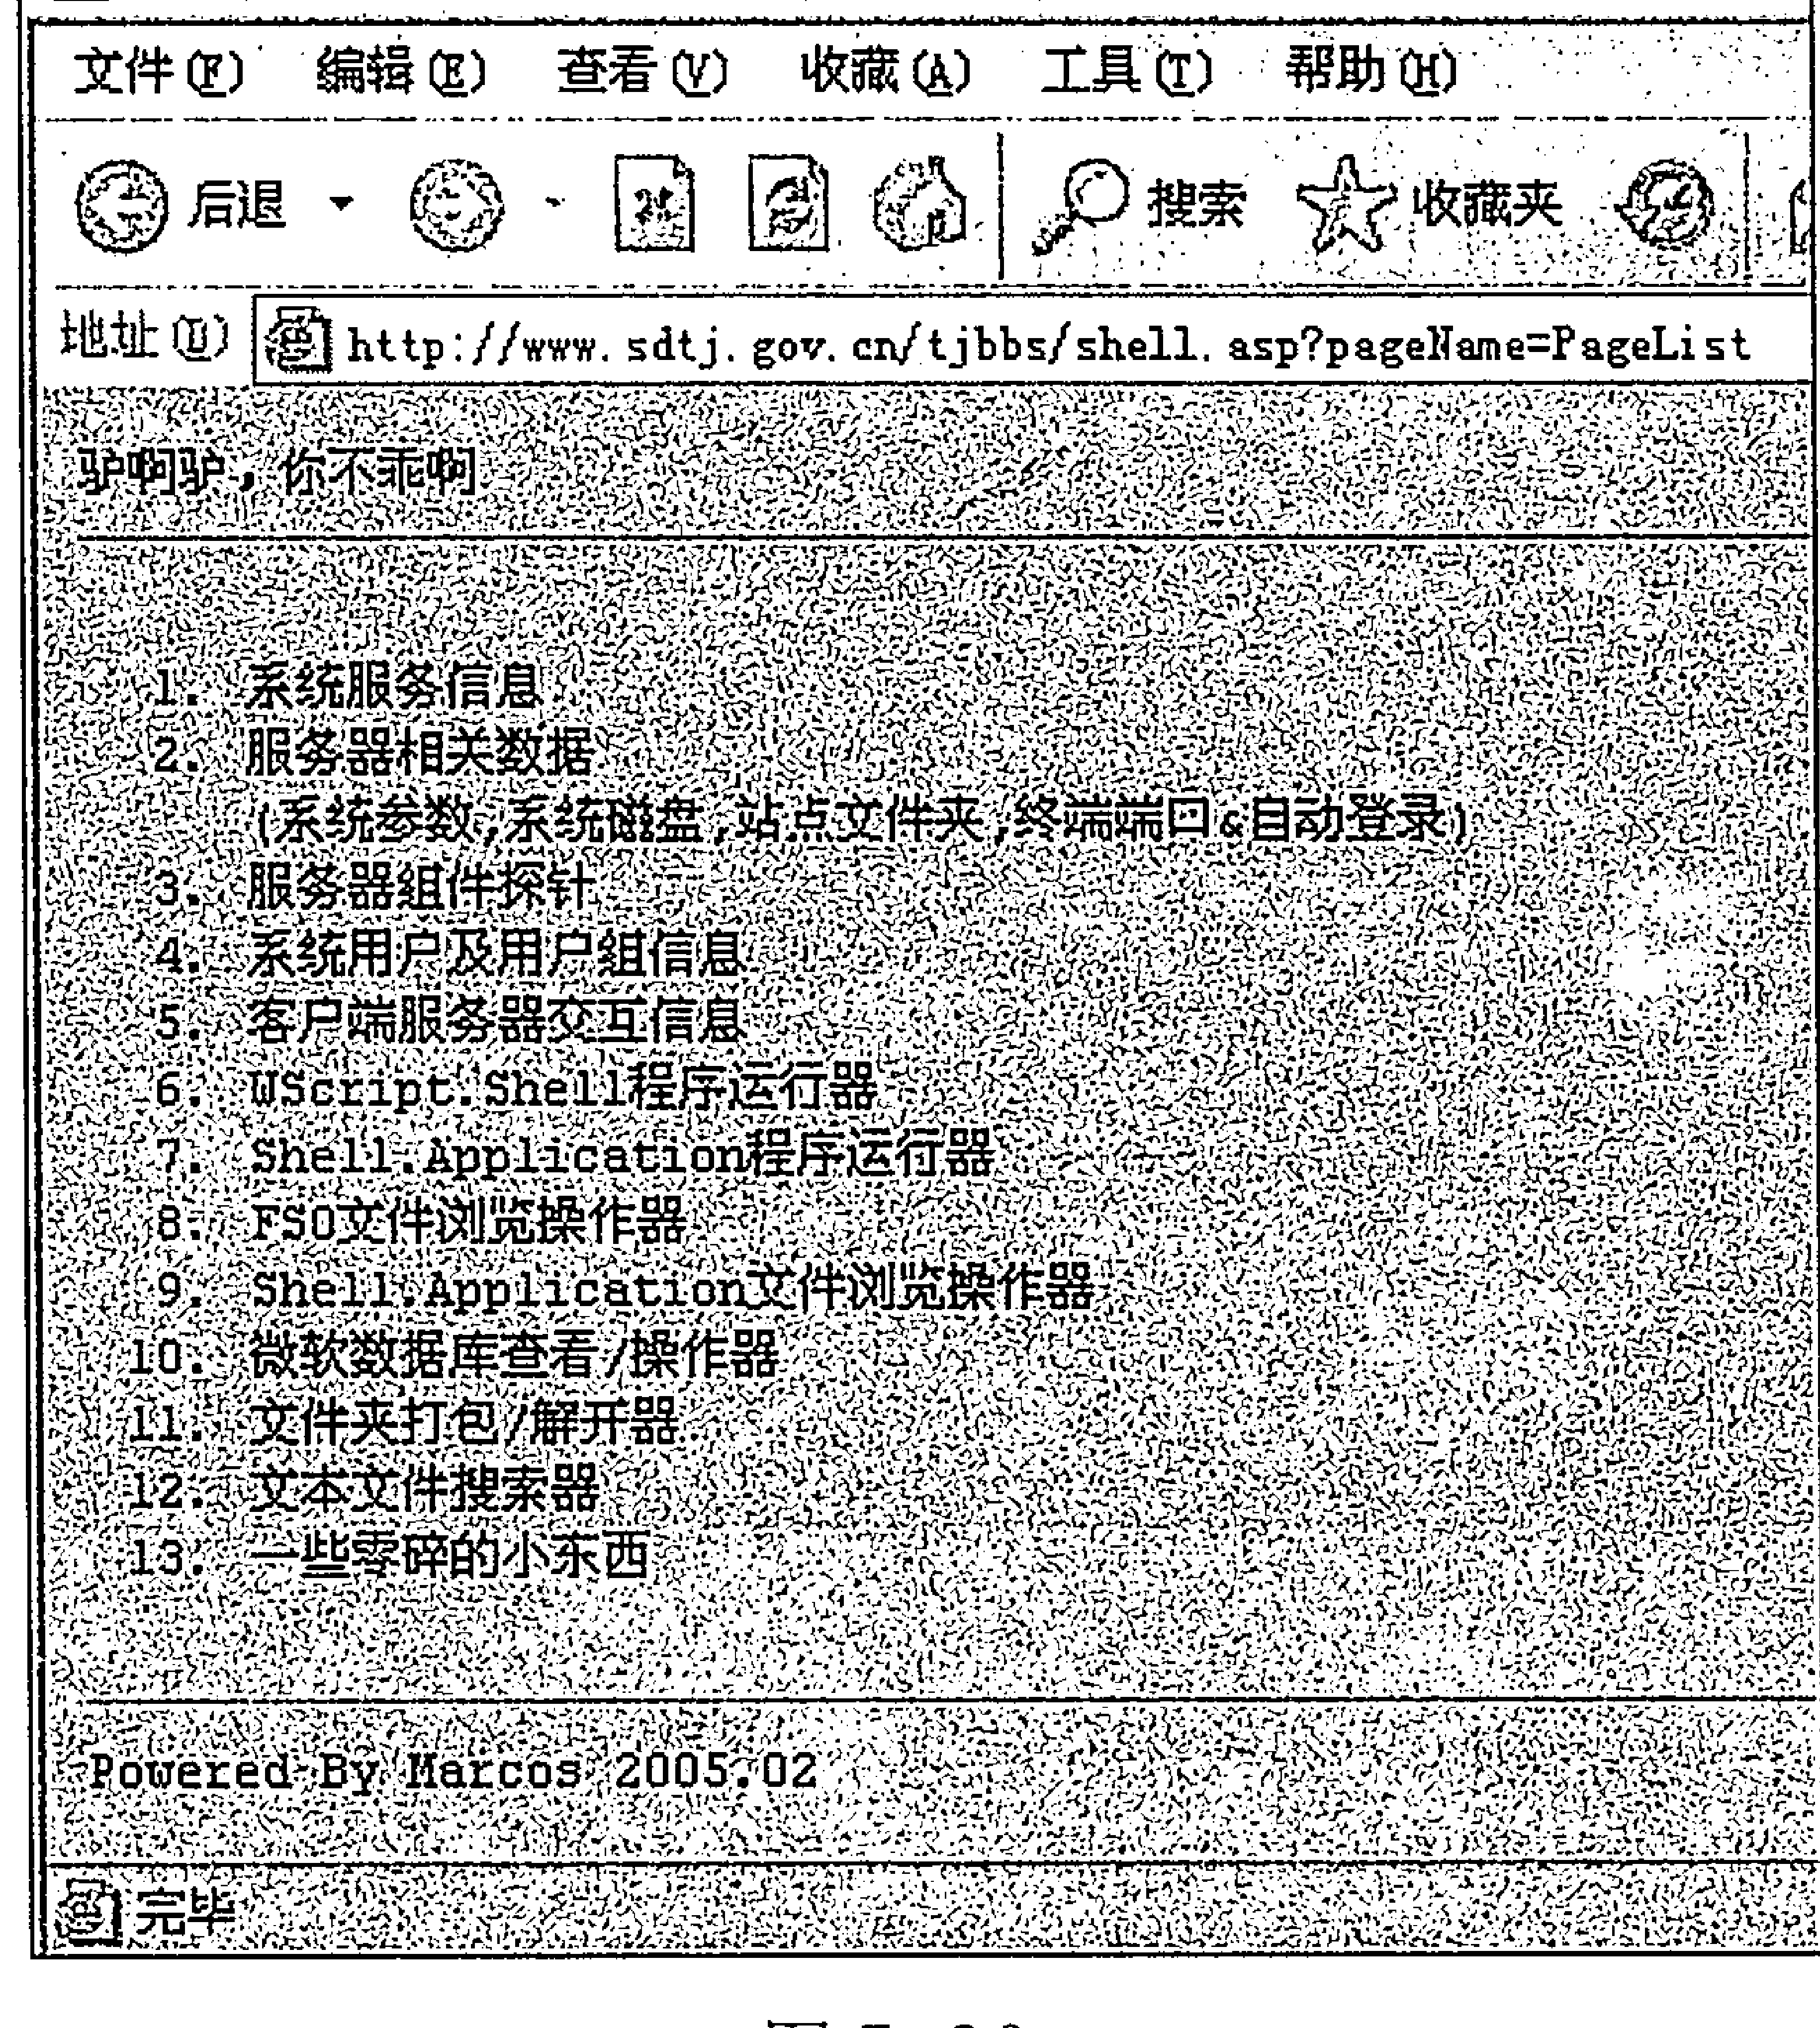 文件(F) 编辑(E) 查看(V) 收藏(A) 工具(T) 帮助(H)
后退 搜索 收藏夹
地址(D) http://www.sdtj.gov.cn/tjbbs/shell.asp?pageName=PageList
驴啊驴，你不乖啊
1. 系统服务信息
2. 服务器相关数据
(系统参数,系统磁盘,站点文件夹,终端端口&自动登录)
3. 服务器组件探针
4. 系统用户及用户组信息
5. 客户端服务器交互信息
6. WScript.Shell程序运行器
7. Shell.Application程序运行器
8. FSO文件浏览操作器
9. Shell.Application文件浏览操作器
10. 微软数据库查看/操作器
11. 文件夹打包/解开器
12. 文本文件搜索器
13. 一些零碎的小东西
Powered By Marcos 2005.02
完毕